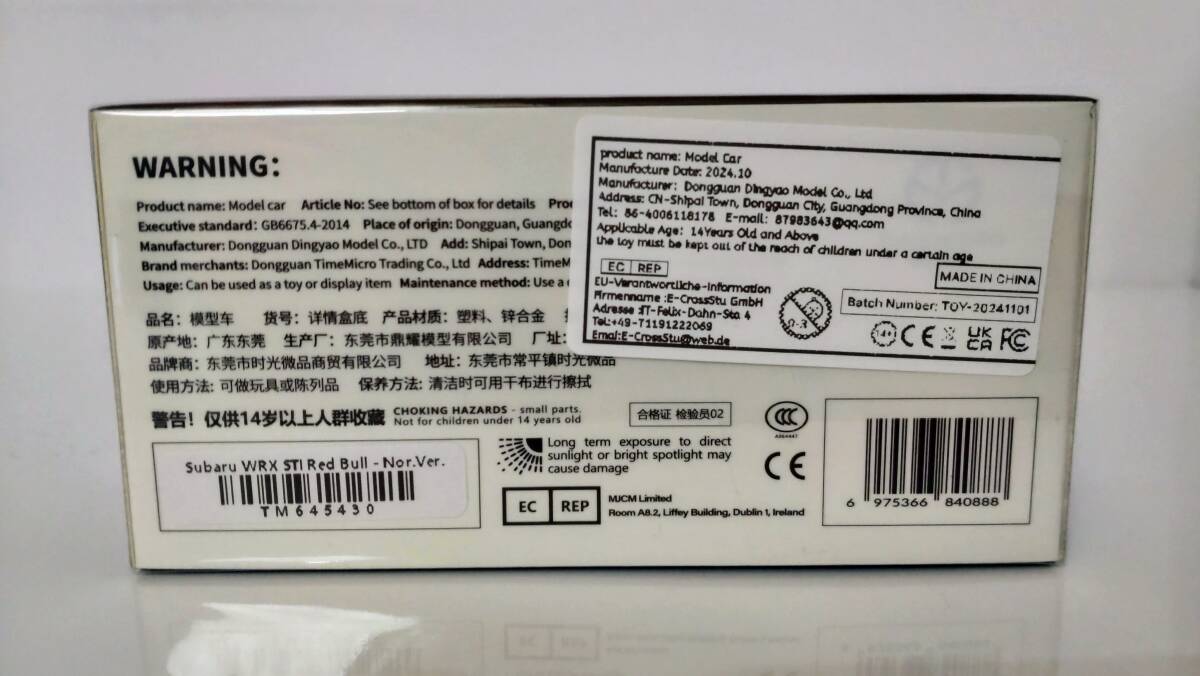 WARNING:
Product name: Model car Article No: See bottom of box for details
Executive standard: GB6675.4-2014 Place of origin: Dongguan,
Manufacturer: Dongguan Dingyao Model Co., LTD Add: Shipai Town,
Brand merchants: Dongguan TimeMicro Trading Co., Ltd Address:
Usage: Can be used as a toy or display item Maintenance method: Use a
品名: 模型车 货号: 详情盒底 产品材质: 塑料、锌合金
原产地: 广东东莞 生产厂: 东莞市鼎耀模型有限公司 厂址:
品牌商: 东莞市时光微品商贸有限公司 地址: 东莞市常平镇时光微品
使用方法: 可做玩具或陈列品 保养方法: 清洁时可用干布进行擦拭
警告! 仅供14岁以上人群收藏
CHOKING HAZARDS - small parts.
Not for children under 14 years old
合格证 检验员02
CCC
CE
Subaru WRX STI Red Bull - Nor.Ver.
TM645430
Long term exposure to direct
sunlight or bright spotlight may
cause damage
EC REP
MJCM Limited
Room A8.2, Liffey Building, Dublin 1, Ireland
6 975366 840888
product name: Model Car
Manufacture Date: 2024.10
Manufacturer: Dongguan Dingyao Model Co., Ltd
Address: CN-Shipai Town, Dongguan City, Guangdong Province, China
Tel: 86-4006118178 E-mail: 87983643@qq.com
Applicable Age: 14Years Old and Above
the toy must be kept out of the reach of children under a certain age
EC REP
EU-Verantwortliche-Information
Firmenname :E-CrossStu GmbH
Adresse :IT-Felix-Dahn-Sta 4
TeL:+49-71191222069
Emal:E-CrossStu@web.de
0-3
MADE IN CHINA
Batch Number: TOY-20241101
14+
CE
UK
CA
FC